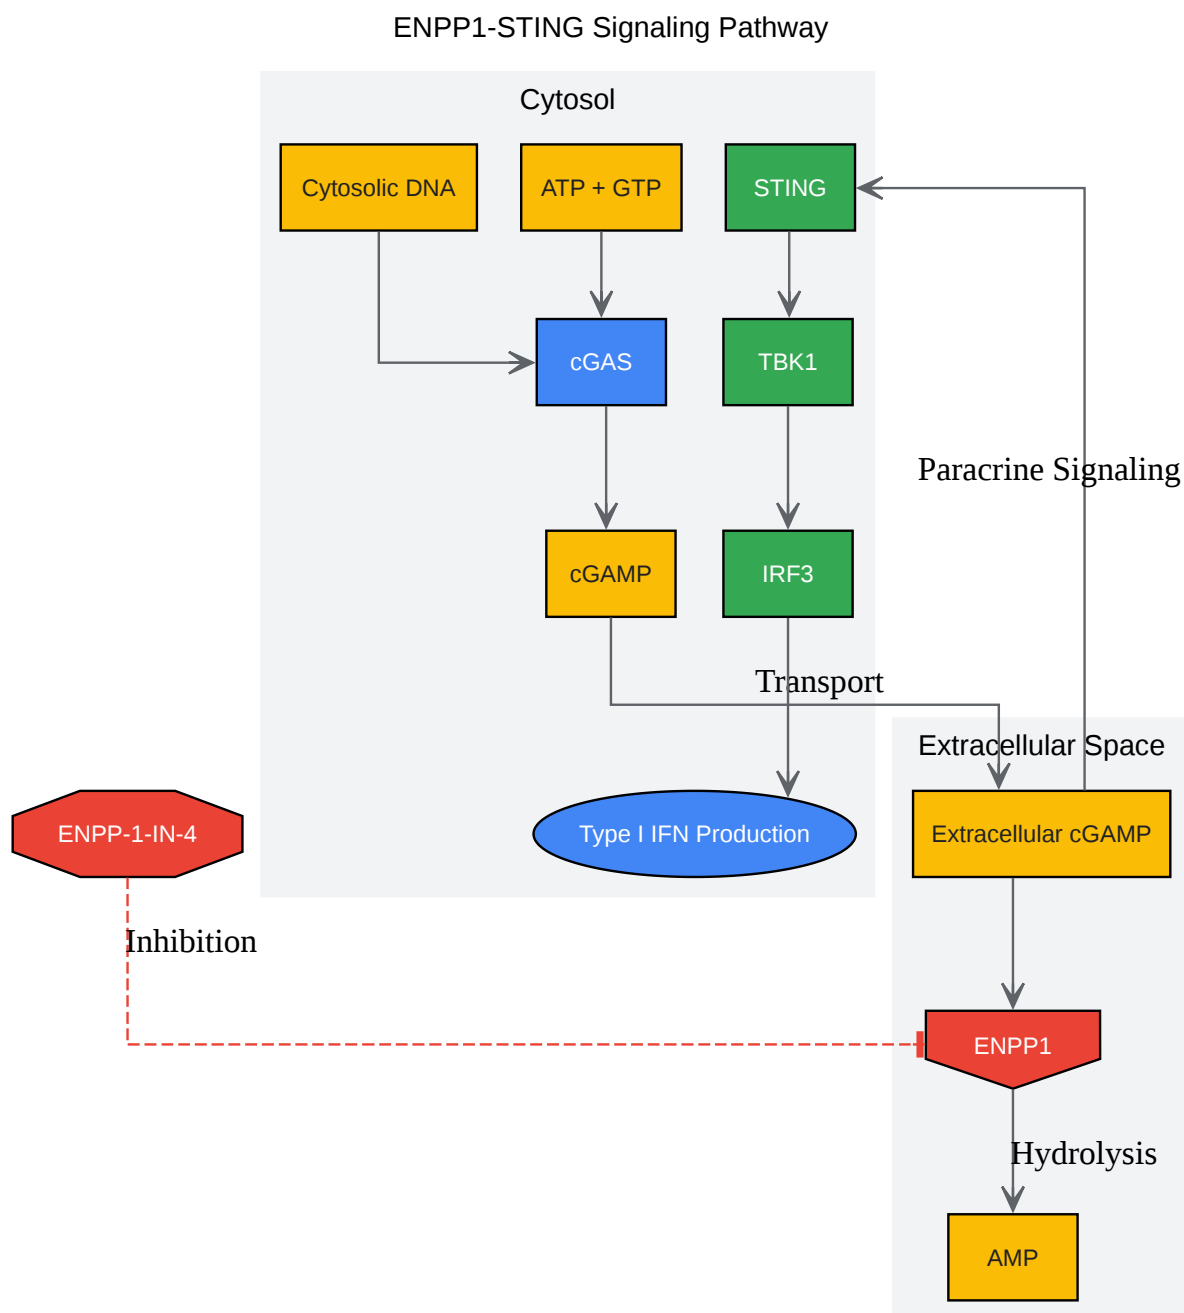 ENPP1-STING Signaling Pathway
Cytosol
Cytosolic DNA
ATP + GTP
STING
cGAS
TBK1
Paracrine Signaling
cGAMP
IRF3
Transport
Extracellular Space
ENPP-1-IN-4
Type I IFN Production
Extracellular cGAMP
Inhibition
ENPP1
Hydrolysis
AMP